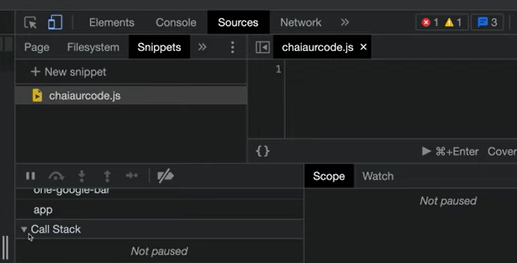 Elements Console Sources Network »
1 1 3
Page Filesystem Snippets »
chaiaurcode.js ×
+ New snippet
chaiaurcode.js
1
{}
⌘+Enter Cover
Scope Watch
one-google-bar
app
Not paused
Call Stack
Not paused